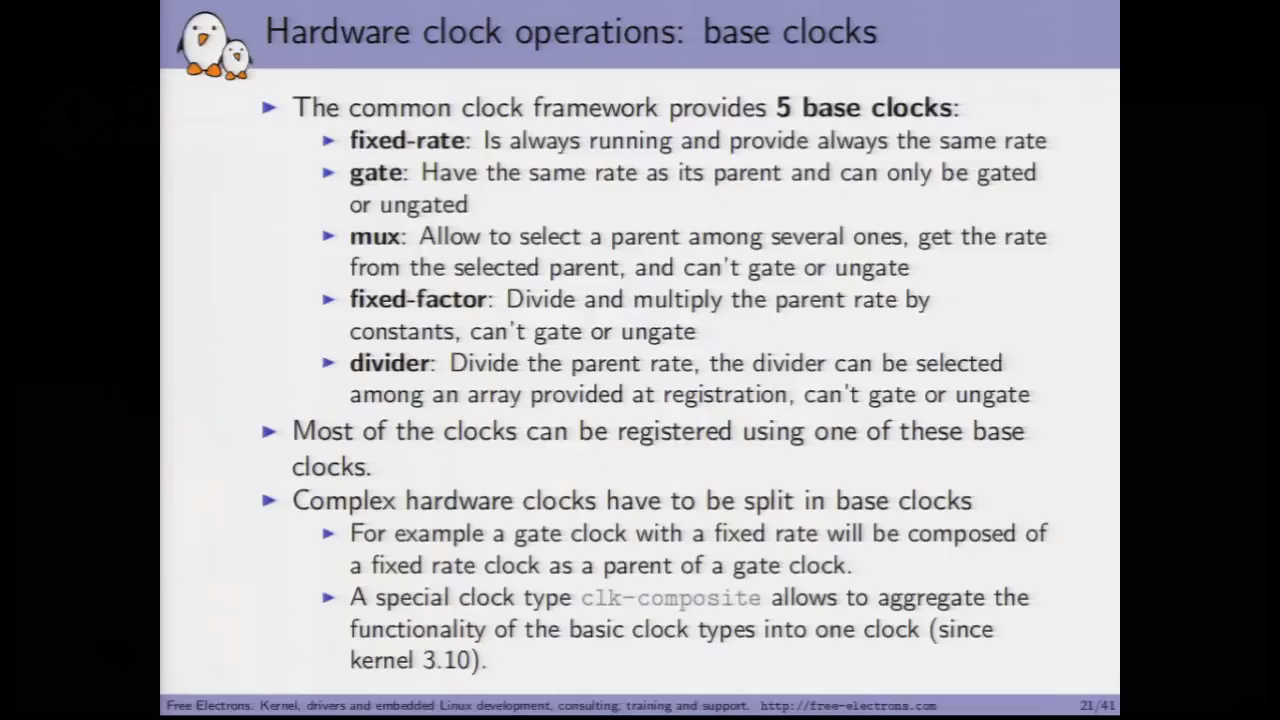 Hardware clock operations: base clocks
The common clock framework provides 5 base clocks:
fixed-rate: Is always running and provide always the same rate
gate: Have the same rate as its parent and can only be gated
or ungated
mux: Allow to select a parent among several ones, get the rate
from the selected parent, and can't gate or ungate
fixed-factor: Divide and multiply the parent rate by
constants, can't gate or ungate
divider: Divide the parent rate, the divider can be selected
among an array provided at registration, can't gate or ungate
Most of the clocks can be registered using one of these base
clocks.
Complex hardware clocks have to be split in base clocks
For example a gate clock with a fixed rate will be composed of
a fixed rate clock as a parent of a gate clock.
A special clock type clk-composite allows to aggregate the
functionality of the basic clock types into one clock (since
kernel 3.10).
Free Electrons. Kernel, drivers and embedded Linux development, consulting, training and support. http://free-electrons.com 21/41